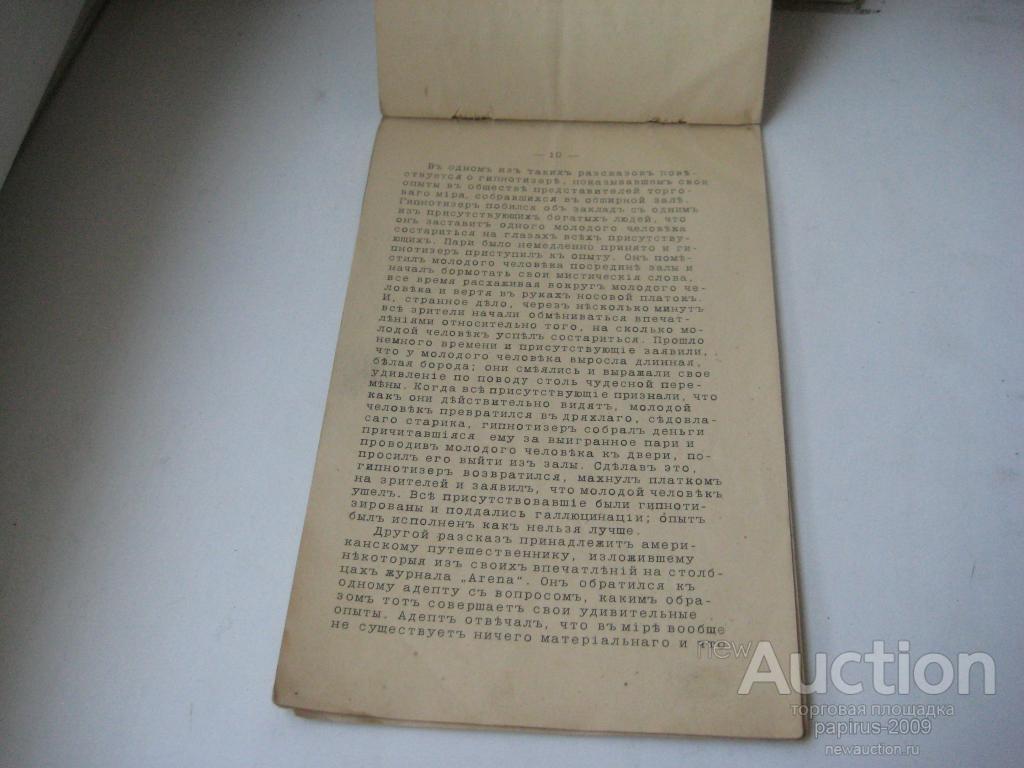 — 10 —
Въ одномъ изъ такихъ разсказокъ повѣ-
ствуется о гипнотизерѣ, показывавшемъ свои
опыты въ обществѣ представителей торго-
ваго міра, собравшихся въ обширной залѣ.
Гипнотизеръ побился объ закладъ съ однимъ
изъ присутствующихъ богатыхъ людей, что
онъ заставитъ одного молодого человѣка
состариться на глазахъ всѣхъ присутству-
ющихъ. Пари было немедленно принято и ги-
пнотизеръ приступилъ къ опыту. Онъ помѣ-
стилъ молодого человѣка посрединѣ залы и
началъ бормотать свои мистическія слова,
все время расхаживая вокругъ молодого че-
ловѣка и вертя въ рукахъ носовой платокъ.
И, странное дѣло, черезъ нѣсколько минутъ
всѣ зрители начали обмѣниваться впечат-
лѣніями относительно того, на сколько мо-
лодой человѣкъ успѣлъ состариться. Прошло
немного времени и присутствующіе заявили,
что у молодого человѣка выросла длинная,
бѣлая борода; они смѣялись и выражали свое
удивленіе по поводу столь чудесной пере-
мѣны. Когда всѣ присутствующіе признали, что
какъ они дѣйствительно видятъ, молодой
человѣкъ превратился въ дряхлаго, сѣдовла-
саго старика, гипнотизеръ собралъ деньги
причитавшіяся ему за выигранное пари и
проводивъ молодого человѣка къ двери, по-
просилъ его выйти изъ залы. Сдѣлавъ это,
гипнотизеръ возвратился, махнулъ платкомъ
на зрителей и заявилъ, что молодой человѣкъ
ушелъ. Всѣ присутствовавшіе были гипноти-
зированы и поддались галлюцинаціи; опытъ
былъ исполненъ какъ нельзя лучше.
Другой разсказъ принадлежитъ амери-
канскому путешественнику, изложившему
нѣкоторыя изъ своихъ впечатлѣній на столб-
цахъ журнала „Arena“. Онъ обратился къ
одному адепту съ вопросомъ, какимъ обра-
зомъ тотъ совершаетъ свои удивительные
опыты. Адептъ отвѣчалъ, что въ мірѣ вообще
не существуетъ ничего матеріальнаго и что
newAuction
торговая площадка
papirus-2009
newauction.ru